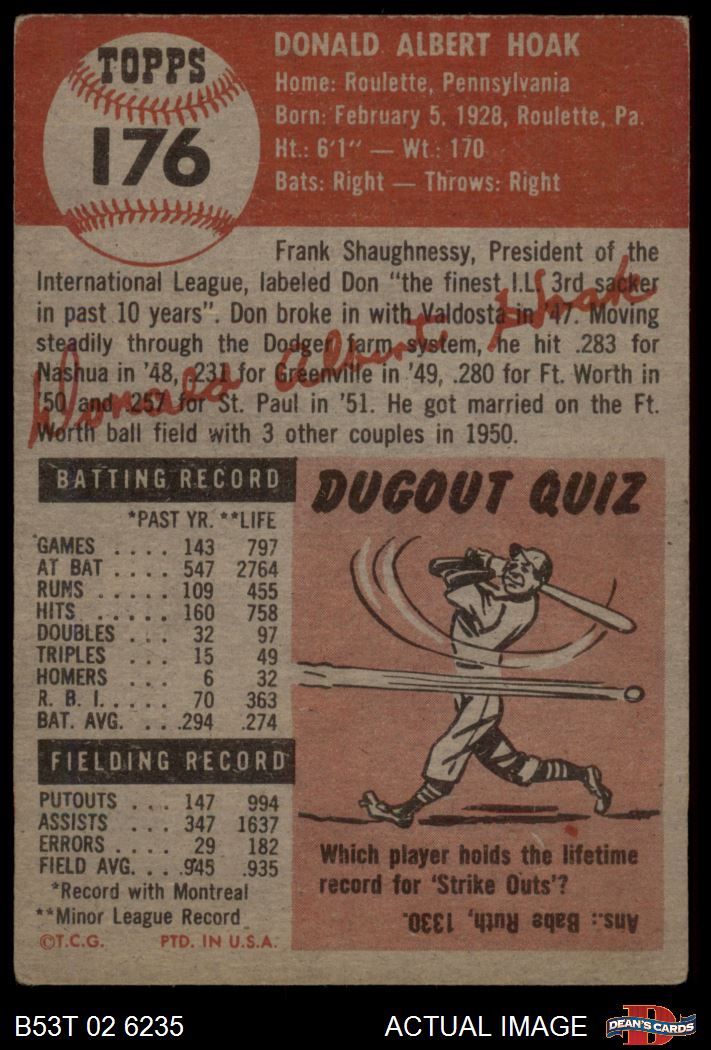 TOPPS
176
DONALD ALBERT HOAK
Home: Roulette, Pennsylvania
Born: February 5, 1928, Roulette, Pa.
Ht.: 6'1" — Wt.: 170
Bats: Right — Throws: Right
Frank Shaughnessy, President of the
International League, labeled Don "the finest I.L. 3rd sacker
in past 10 years". Don broke in with Valdosta in '47. Moving
steadily through the Dodger farm system, he hit .283 for
Nashua in '48, .231 for Greenville in '49, .280 for Ft. Worth in
'50 and .257 for St. Paul in '51. He got married on the Ft.
Worth ball field with 3 other couples in 1950.
Donald Albert Hoak
BATTING RECORD
*PAST YR. **LIFE
GAMES .... 143 797
AT BAT .... 547 2764
RUNS ..... 109 455
HITS ...... 160 758
DOUBLES ... 32 97
TRIPLES ... 15 49
HOMERS ... 6 32
R. B. I. .... 70 363
BAT. AVG. .. .294 .274
FIELDING RECORD
PUTOUTS ... 147 994
ASSISTS ... 347 1637
ERRORS .... 29 182
FIELD AVG. .. .945 .935
*Record with Montreal
**Minor League Record
©T.C.G. PTD. IN U.S.A.
DUGOUT QUIZ
Which player holds the lifetime
record for 'Strike Outs'?
Ans.: Babe Ruth, 1330.
B53T 02 6235
ACTUAL IMAGE
D
DEAN'S CARDS